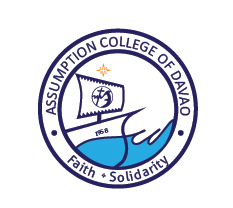 ASSUMPTION COLLEGE OF DAVAO
1958
Faith + Solidarity